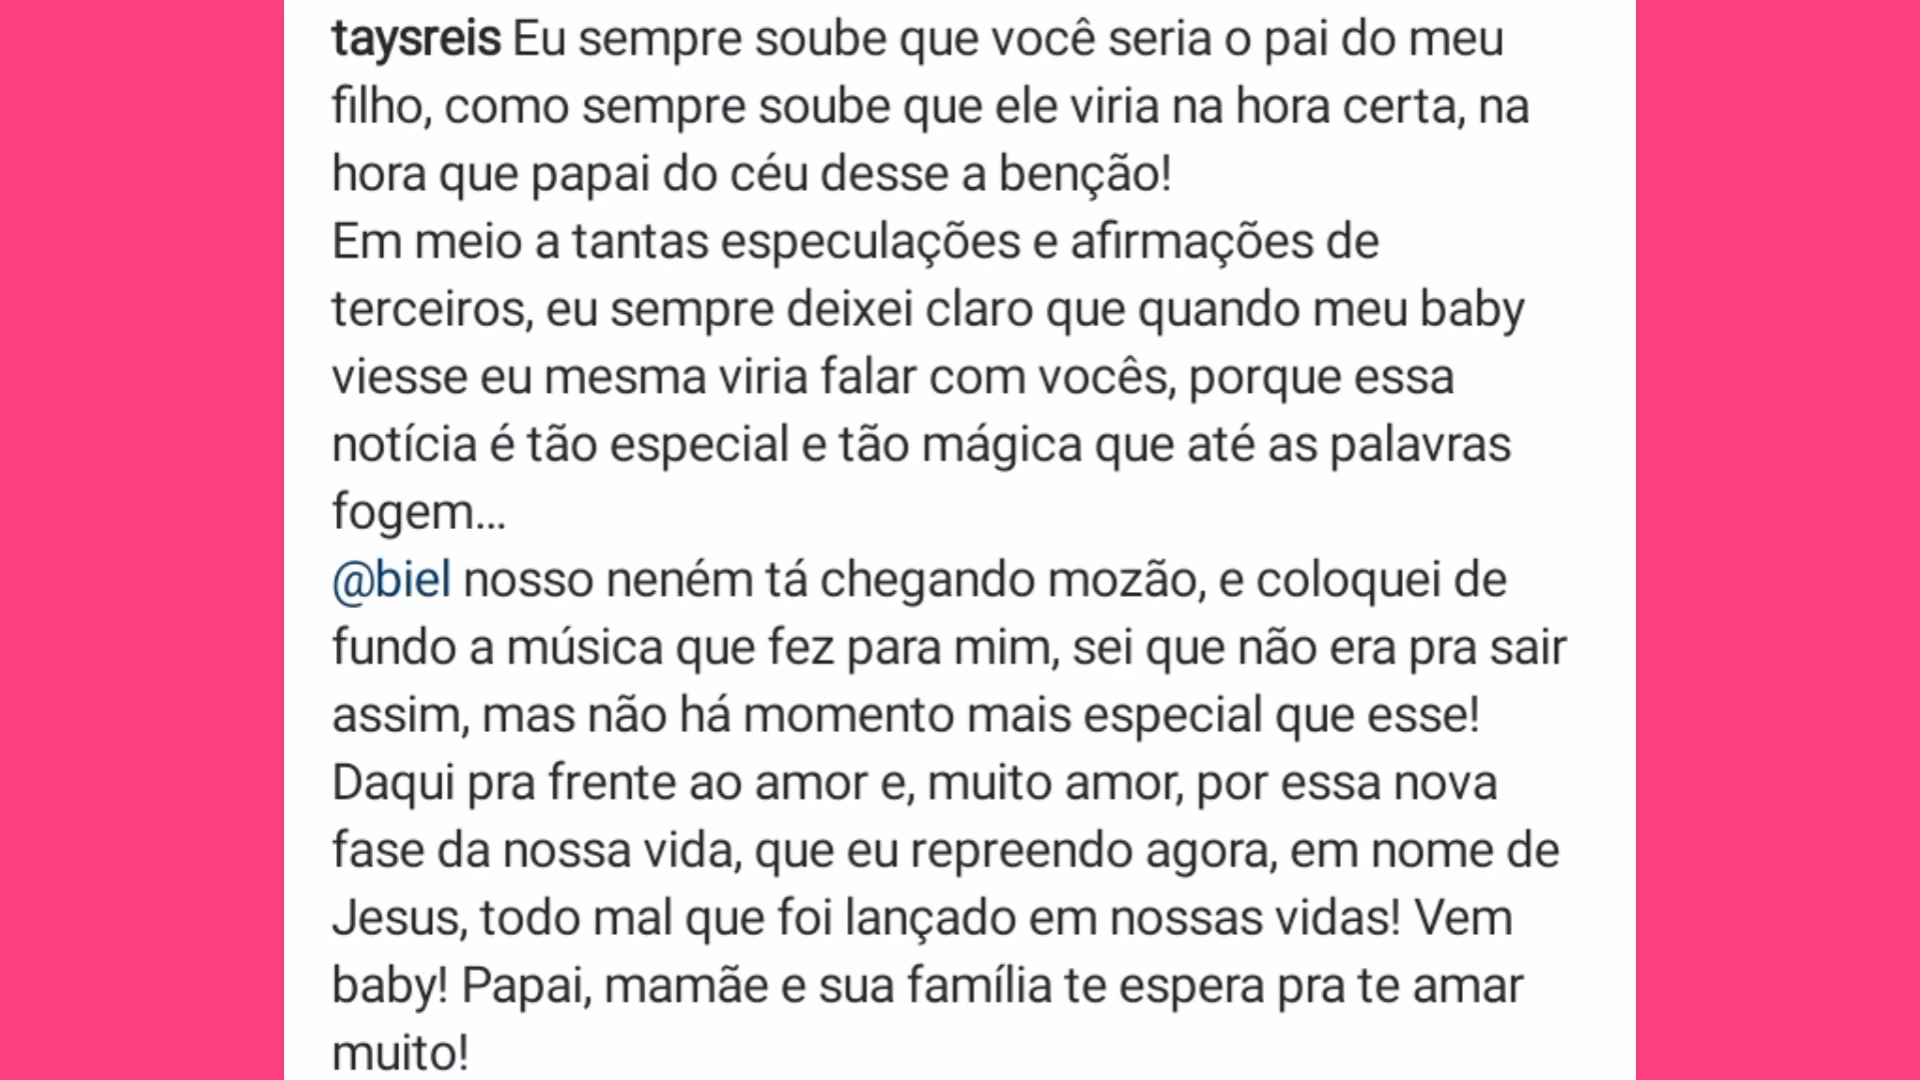 taysreis Eu sempre soube que você seria o pai do meu
filho, como sempre soube que ele viria na hora certa, na
hora que papai do céu desse a benção!
Em meio a tantas especulações e afirmações de
terceiros, eu sempre deixei claro que quando meu baby
viesse eu mesma viria falar com vocês, porque essa
notícia é tão especial e tão mágica que até as palavras
fogem...
@biel nosso neném tá chegando mozão, e coloquei de
fundo a música que fez para mim, sei que não era pra sair
assim, mas não há momento mais especial que esse!
Daqui pra frente ao amor e, muito amor, por essa nova
fase da nossa vida, que eu repreendo agora, em nome de
Jesus, todo mal que foi lançado em nossas vidas! Vem
baby! Papai, mamãe e sua família te espera pra te amar
muito!